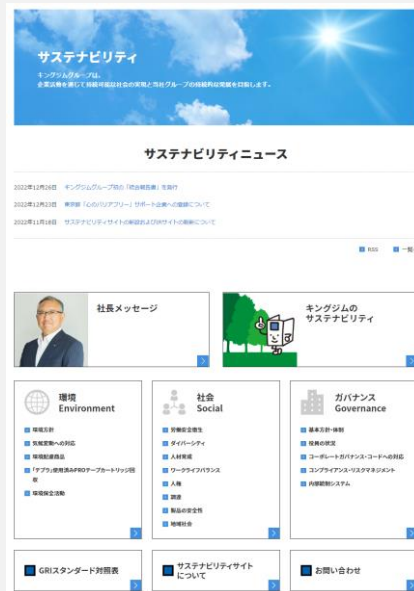 サステナビリティ
キングジムグループは、
企業活動を通じて持続可能な社会の実現と当社グループの持続的な発展を目指します。
サステナビリティニュース
2022年12月26日 キングジムグループ初の「統合報告書」を発行
2022年12月23日 東京都「心のバリアフリー」サポート企業への登録について
2022年11月18日 サステナビリティサイトの新設およびIRサイトの刷新について
RSS 一覧
社長メッセージ
キングジムの
サステナビリティ
環境
Environment
環境方針
気候変動への対応
環境配慮商品
「テプラ」使用済みPROテープカートリッジ回
収
環境保全活動
社会
Social
労働安全衛生
ダイバーシティ
人材育成
ワークライフバランス
人権
調達
製品の安全性
地域社会
ガバナンス
Governance
基本方針・体制
役員の状況
コーポレートガバナンス・コードへの対応
コンプライアンス・リスクマネジメント
内部統制システム
GRIスタンダード対照表
サステナビリティサイト
について
お問い合わせ